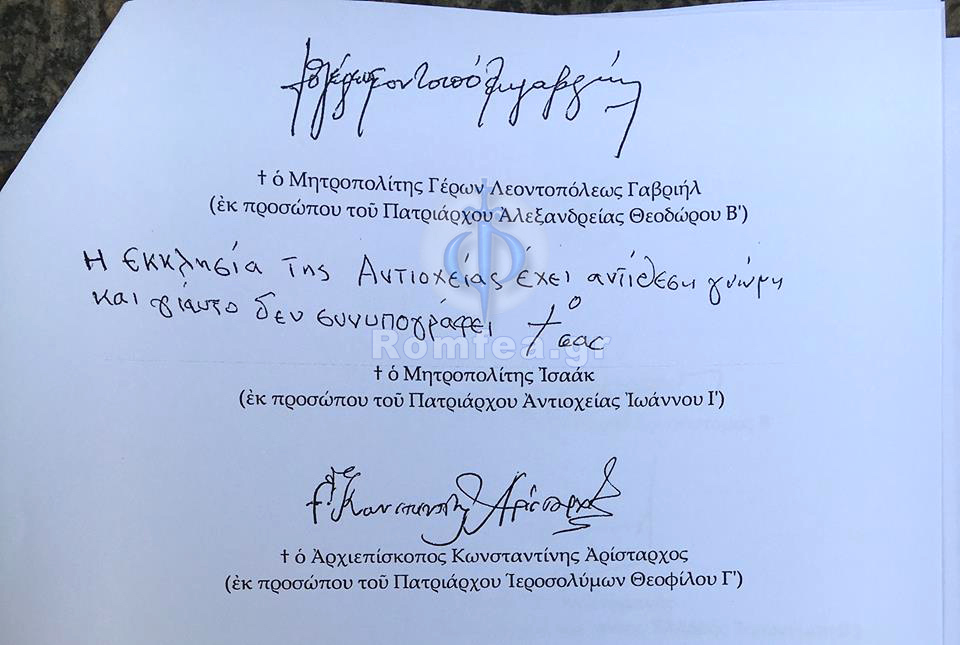 † ὁ Μητροπολίτης Γέρων Λεοντοπόλεως Γαβριήλ
(ἐκ προσώπου τοῦ Πατριάρχου Ἀλεξανδρείας Θεοδώρου Β')
Η Εκκλησία της Αντιοχείας έχει αντίθεση γνώμη
και γιαυτο δεν συνυπογράφει † ο
Romfea.gr
† ὁ Μητροπολίτης Ἰσαάκ
(ἐκ προσώπου τοῦ Πατριάρχου Ἀντιοχείας Ἰωάννου Ι')
† ὁ Ἀρχιεπίσκοπος Κωνσταντίνης Ἀρίσταρχος
(ἐκ προσώπου τοῦ Πατριάρχου Ἱεροσολύμων Θεοφίλου Γ')